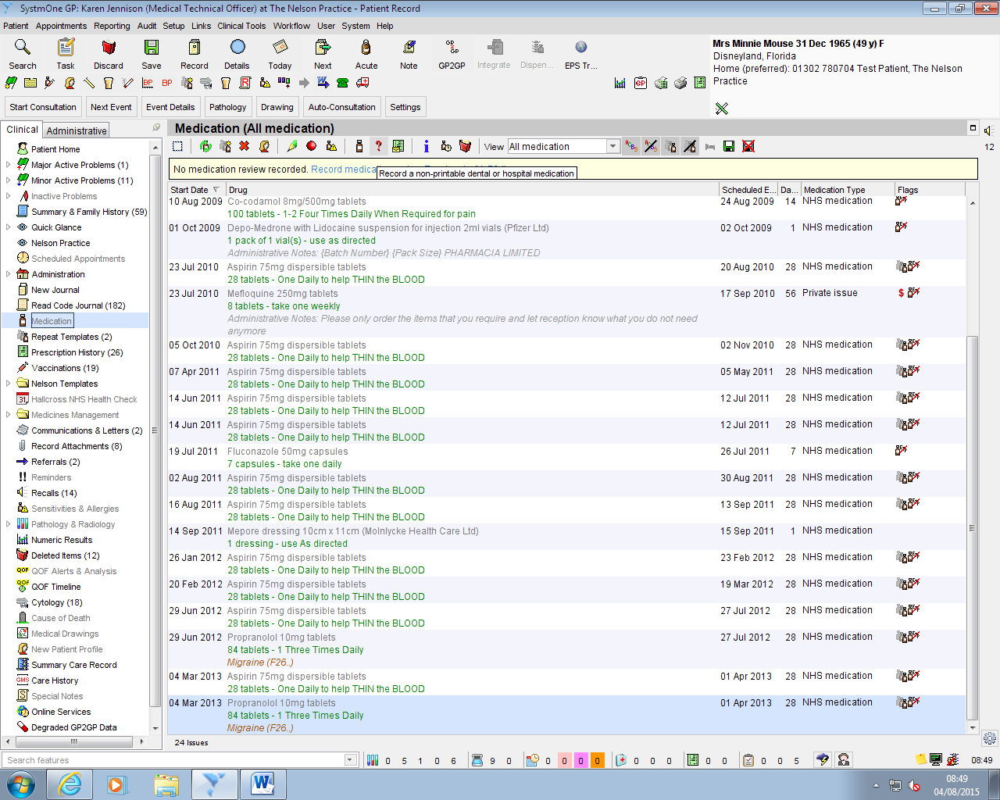 SystmOne GP: Karen Jennison (Medical Technical Officer) at The Nelson Practice - Patient Record
Patient Appointments Reporting Audit Setup Links Clinical Tools Workflow User System Help
Search Task Discard Save Record Details Today Next Acute Note GP2GP Integrate Dispen... EPS Tr...
Mrs Minnie Mouse 31 Dec 1965 (49 y) F
Disneyland, Florida
Home (preferred): 01302 780704 Test Patient, The Nelson
Practice
Start Consultation Next Event Event Details Pathology Drawing Auto-Consultation Settings
Clinical Administrative
Patient Home
Major Active Problems (1)
Minor Active Problems (11)
Inactive Problems
Summary & Family History (59)
Quick Glance
Nelson Practice
Scheduled Appointments
Administration
New Journal
Read Code Journal (182)
Medication
Repeat Templates (2)
Prescription History (26)
Vaccinations (19)
Nelson Templates
Hallcross NHS Health Check
Medicines Management
Communications & Letters (2)
Record Attachments (8)
Referrals (2)
Reminders
Recalls (14)
Sensitivities & Allergies
Pathology & Radiology
Numeric Results
Deleted Items (12)
QOF Alerts & Analysis
QOF Timeline
Cytology (18)
Cause of Death
Medical Drawings
New Patient Profile
Summary Care Record
Care History
Special Notes
Online Services
Degraded GP2GP Data
Medication (All medication)
View All medication
12
No medication review recorded. Record medica
Record a non-printable dental or hospital medication
Start Date Drug Scheduled E... Da... Medication Type Flags
10 Aug 2009 Co-codamol 8mg/500mg tablets 24 Aug 2009 14 NHS medication
100 tablets - 1-2 Four Times Daily When Required for pain
01 Oct 2009 Depo-Medrone with Lidocaine suspension for injection 2ml vials (Pfizer Ltd) 02 Oct 2009 1 NHS medication
1 pack of 1 vial(s) - use as directed
Administrative Notes: {Batch Number} {Pack Size} PHARMACIA LIMITED
23 Jul 2010 Aspirin 75mg dispersible tablets 20 Aug 2010 28 NHS medication
28 tablets - One Daily to help THIN the BLOOD
23 Jul 2010 Mefloquine 250mg tablets 17 Sep 2010 56 Private issue $
8 tablets - take one weekly
Administrative Notes: Please only order the items that you require and let reception know what you do not need
anymore
05 Oct 2010 Aspirin 75mg dispersible tablets 02 Nov 2010 28 NHS medication
28 tablets - One Daily to help THIN the BLOOD
07 Apr 2011 Aspirin 75mg dispersible tablets 05 May 2011 28 NHS medication
28 tablets - One Daily to help THIN the BLOOD
14 Jun 2011 Aspirin 75mg dispersible tablets 12 Jul 2011 28 NHS medication
28 tablets - One Daily to help THIN the BLOOD
14 Jun 2011 Aspirin 75mg dispersible tablets 12 Jul 2011 28 NHS medication
28 tablets - One Daily to help THIN the BLOOD
19 Jul 2011 Fluconazole 50mg capsules 26 Jul 2011 7 NHS medication
7 capsules - take one daily
02 Aug 2011 Aspirin 75mg dispersible tablets 30 Aug 2011 28 NHS medication
28 tablets - One Daily to help THIN the BLOOD
16 Aug 2011 Aspirin 75mg dispersible tablets 13 Sep 2011 28 NHS medication
28 tablets - One Daily to help THIN the BLOOD
14 Sep 2011 Mepore dressing 10cm x 11cm (Molnlycke Health Care Ltd) 15 Sep 2011 1 NHS medication
1 dressing - use As directed
26 Jan 2012 Aspirin 75mg dispersible tablets 23 Feb 2012 28 NHS medication
28 tablets - One Daily to help THIN the BLOOD
20 Feb 2012 Aspirin 75mg dispersible tablets 19 Mar 2012 28 NHS medication
28 tablets - One Daily to help THIN the BLOOD
29 Jun 2012 Aspirin 75mg dispersible tablets 27 Jul 2012 28 NHS medication
28 tablets - One Daily to help THIN the BLOOD
29 Jun 2012 Propranolol 10mg tablets 27 Jul 2012 28 NHS medication
84 tablets - 1 Three Times Daily
Migraine (F26..)
04 Mar 2013 Aspirin 75mg dispersible tablets 01 Apr 2013 28 NHS medication
28 tablets - One Daily to help THIN the BLOOD
04 Mar 2013 Propranolol 10mg tablets 01 Apr 2013 28 NHS medication
84 tablets - 1 Three Times Daily
Migraine (F26..)
24 Issues
Search features 0 5 1 0 6 9 0 0 0 0 0 0 0 0 0 0 0 0 5 08:49
08:49
04/08/2015